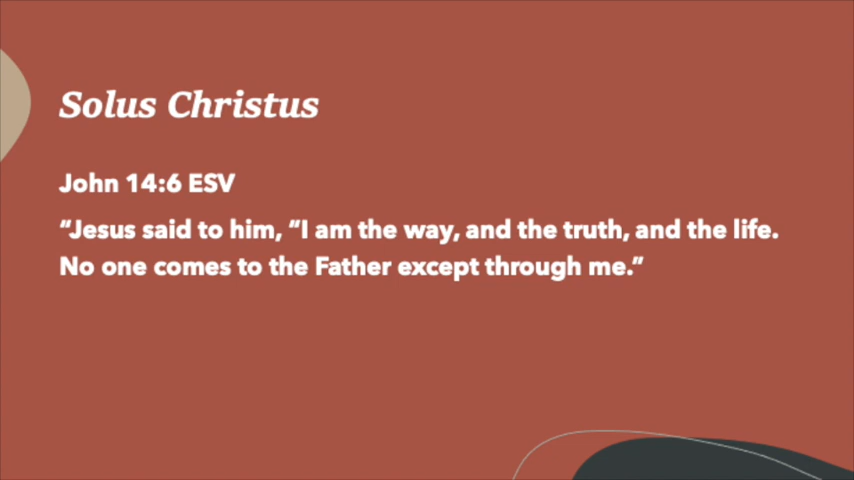 Solus Christus
John 14:6 ESV
“Jesus said to him, “I am the way, and the truth, and the life.
No one comes to the Father except through me.”